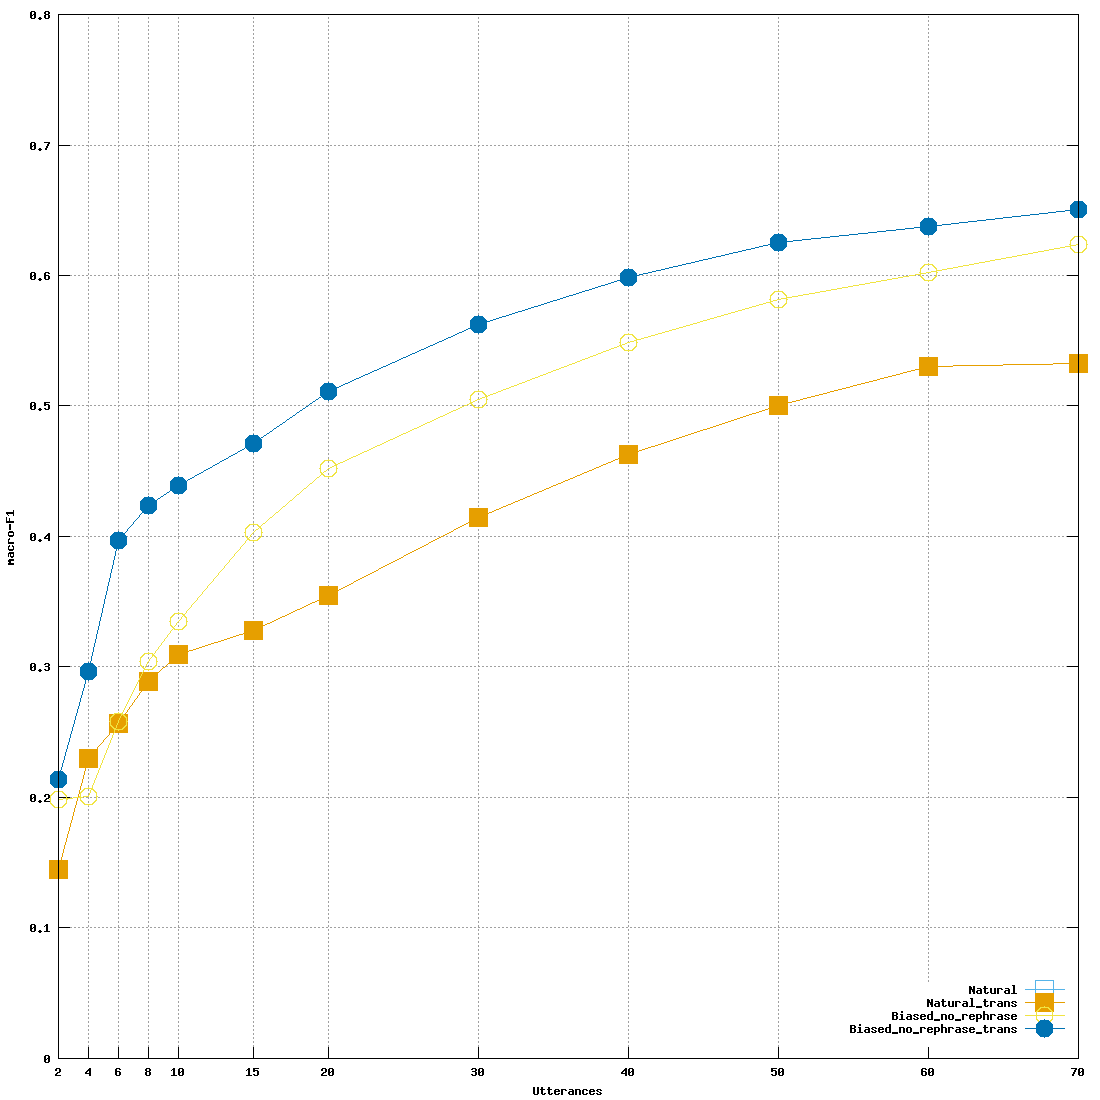 0.8
0.7
0.6
0.5
0.4
0.3
0.2
0.1
0
macro-F1
2 4 6 8 10 15 20 30 40 50 60 70
Utterances
Natural
Natural_trans
Biased_no_rephrase
Biased_no_rephrase_trans